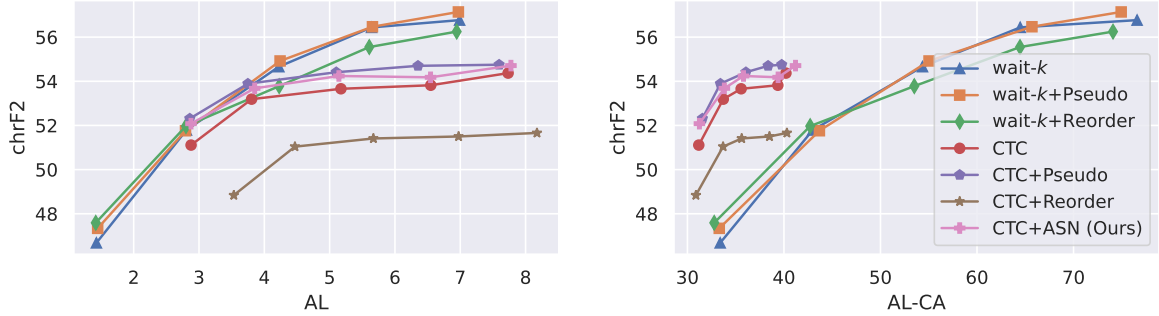 chrF2
56
54
52
50
48
2
3
4
5
6
7
8
AL
chrF2
56
54
52
50
48
30
40
50
60
70
AL-CA
wait-k
wait-k+Pseudo
wait-k+Reorder
CTC
CTC+Pseudo
CTC+Reorder
CTC+ASN (Ours)